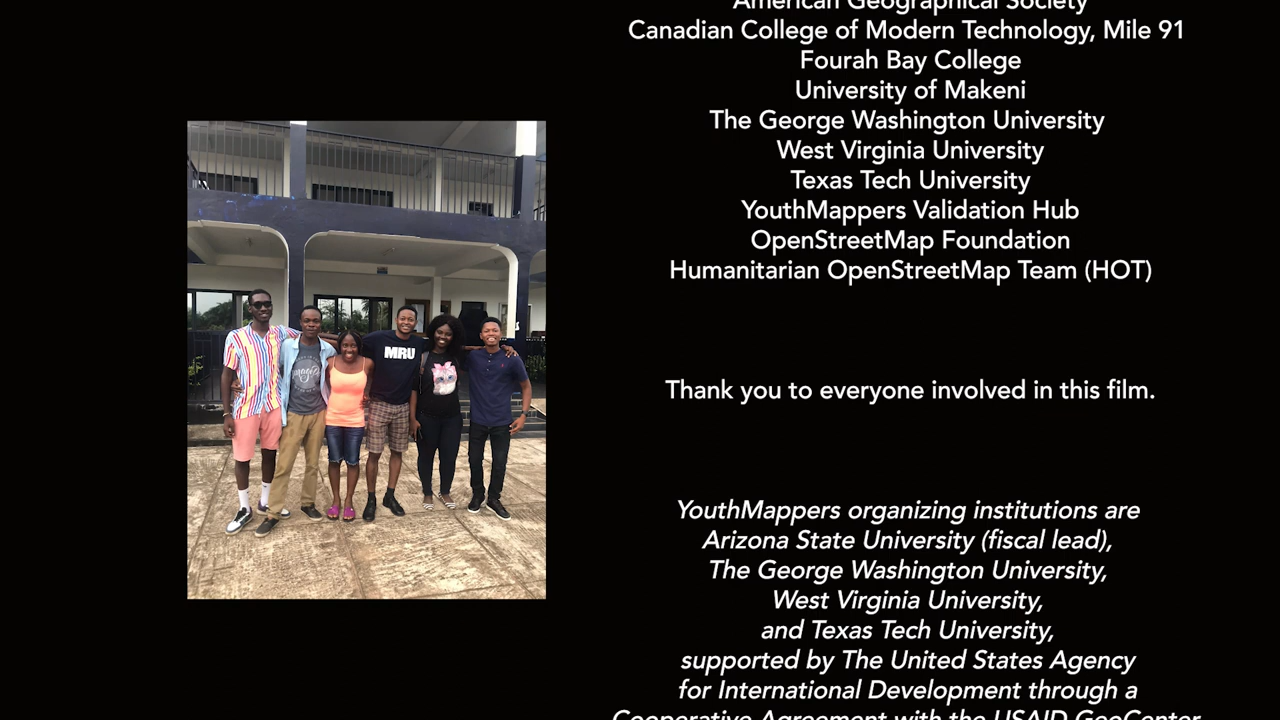 American Geographical Society
Canadian College of Modern Technology, Mile 91
Fourah Bay College
University of Makeni
The George Washington University
West Virginia University
Texas Tech University
YouthMappers Validation Hub
OpenStreetMap Foundation
Humanitarian OpenStreetMap Team (HOT)
MRU
Thank you to everyone involved in this film.
YouthMappers organizing institutions are
Arizona State University (fiscal lead),
The George Washington University,
West Virginia University,
and Texas Tech University,
supported by The United States Agency
for International Development through a
Cooperative Agreement with the USAID GeoCenter